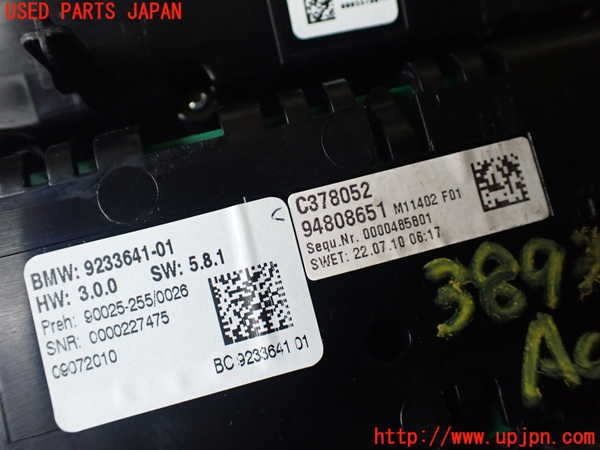 USED PARTS JAPAN
BMW: 9233641-01
HW: 3.0.0 SW: 5.8.1
Preh: 90025-255/0026
SNR: 0000227475
09072010
BC 9233641 01
C378052
94808651 M11402 F01
Sequ.Nr. 0000485801
SWET: 22.07.10 06:17
http://www.upjpn.com/